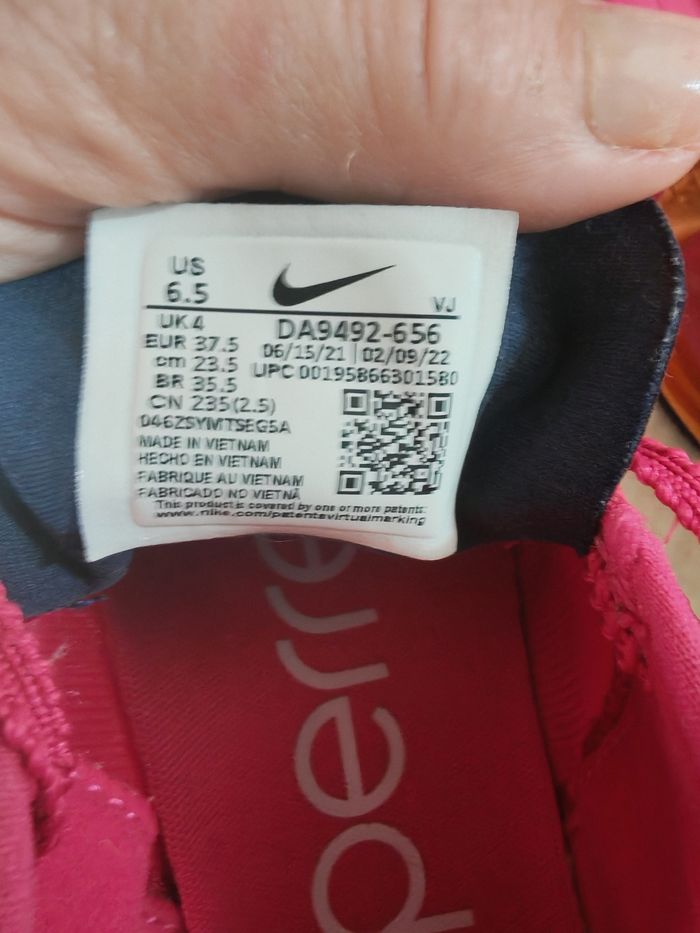 US
6.5
VJ
UK 4
DA9492-656
EUR 37.5
06/15/21 | 02/09/22
cm 23.5
UPC 00195866301580
BR 35.5
CN 235(2.5)
046ZSYMTSEG5A
MADE IN VIETNAM
HECHO EN VIETNAM
FABRIQUE AU VIETNAM
FABRICADO NO VIETNÃ
This product is covered by one or more patents:
www.nike.com/patentsvirtualmarking
perre